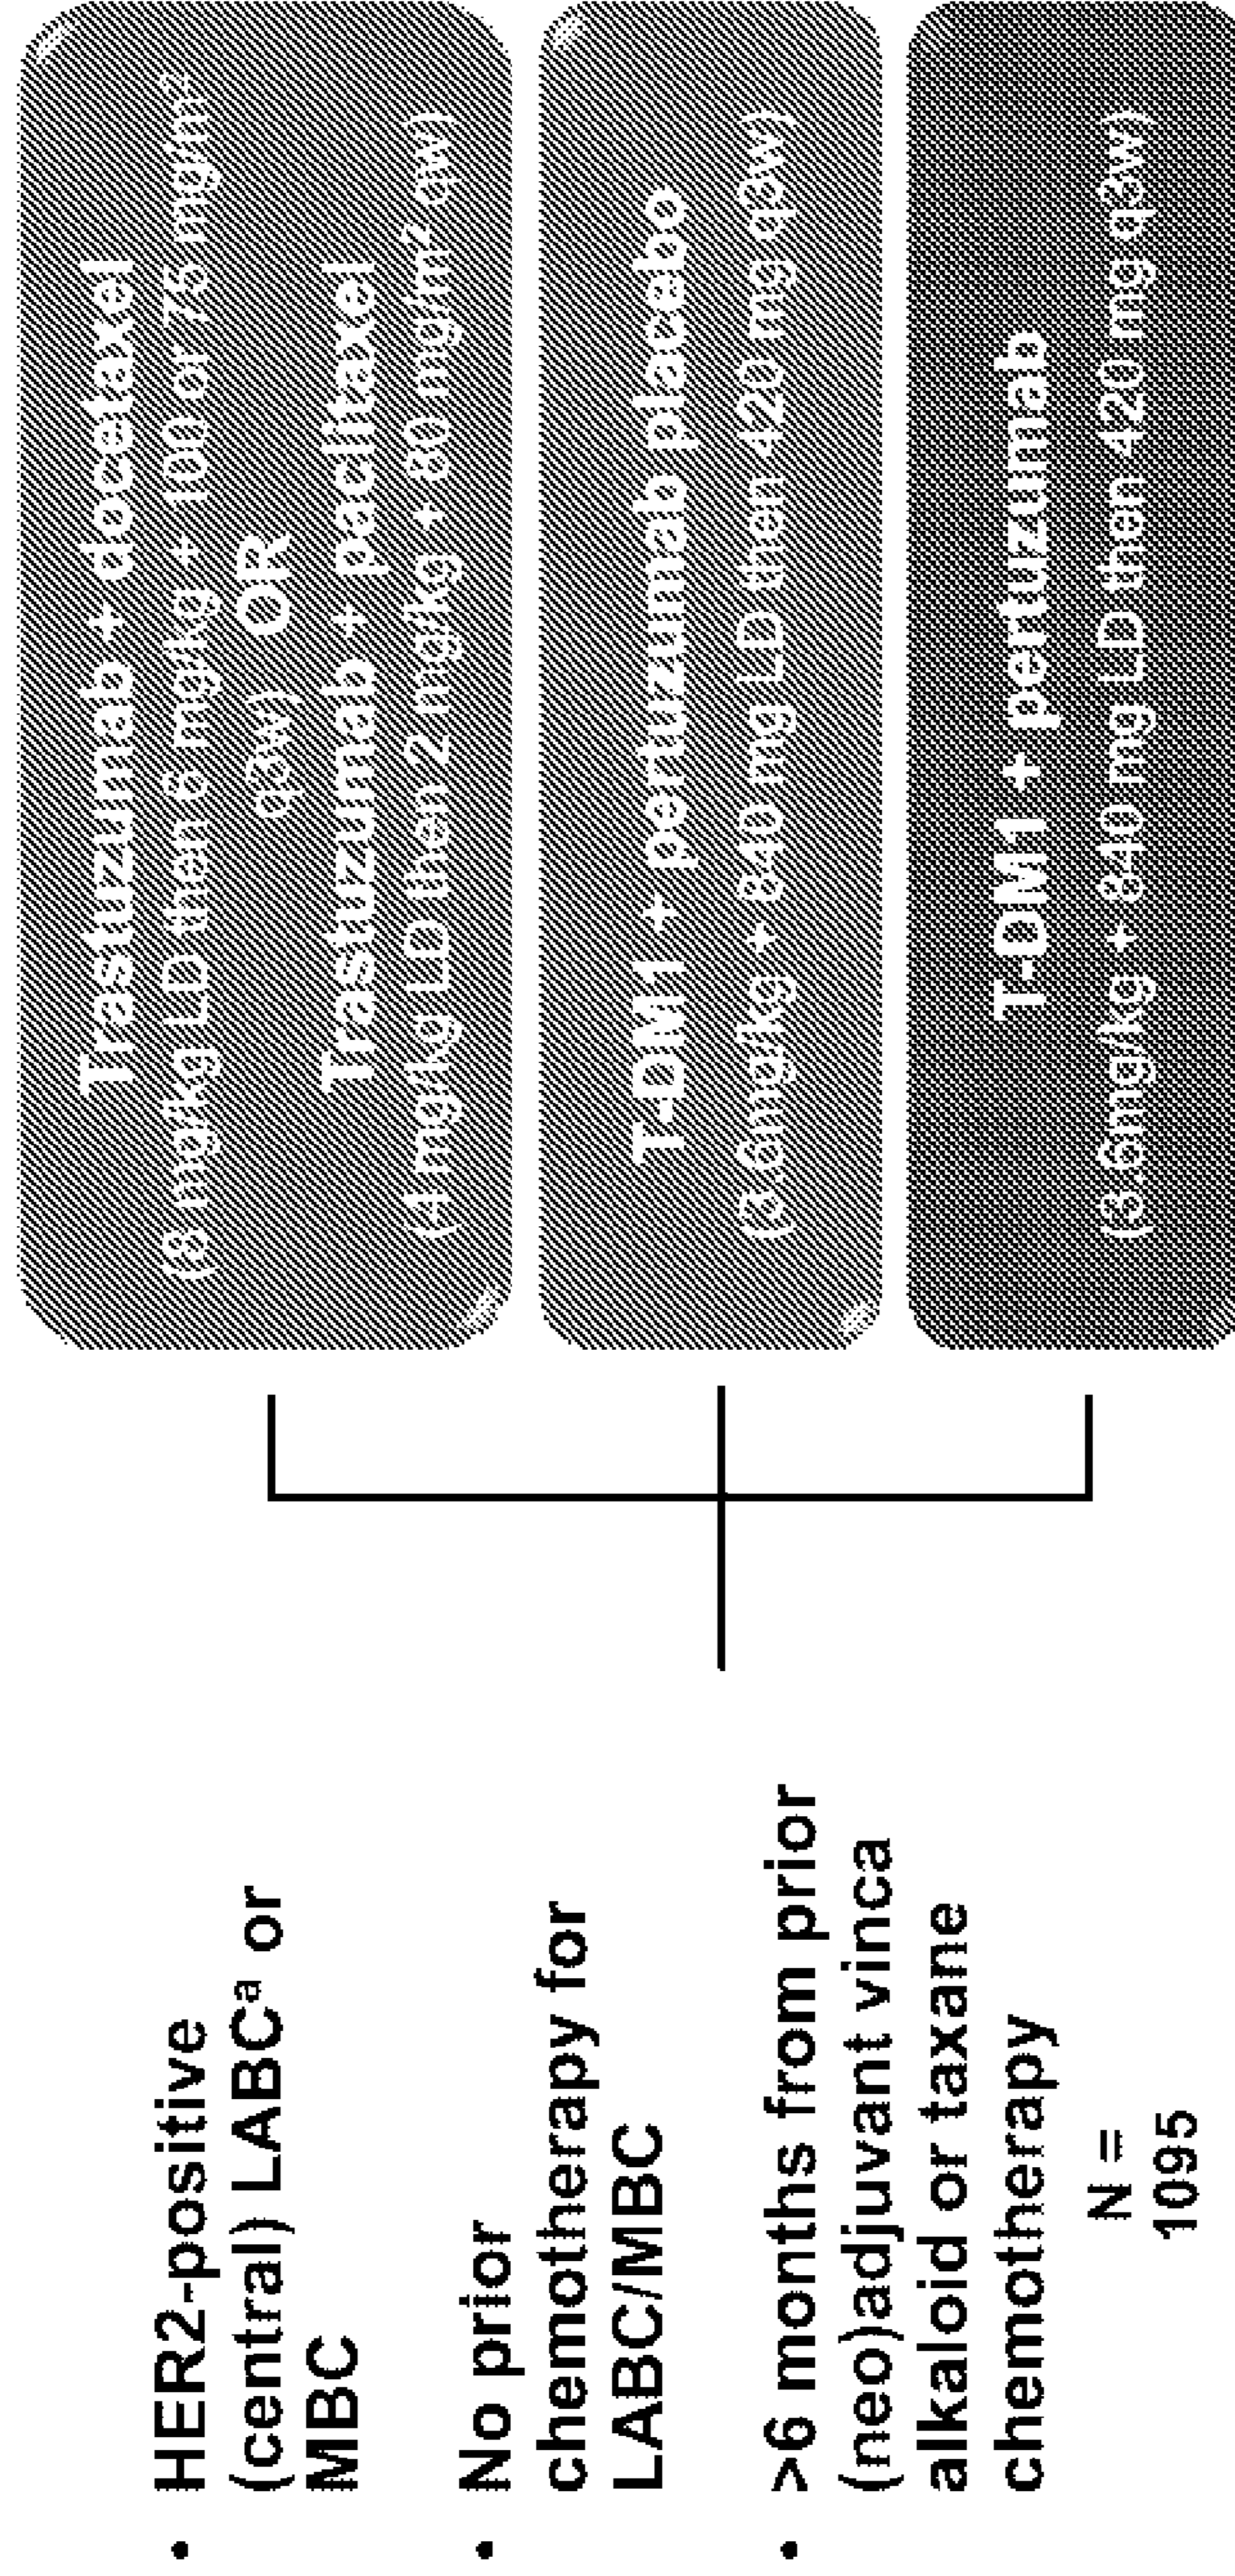 • HER2-positive
(central) LABCa or
MBC
• No prior
chemotherapy for
LABC/MBC
• >6 months from prior
(neo)adjuvant vinca
alkaloid or taxane
chemotherapy
N =
1095
Trastuzumab + docetaxel
(8 mg/kg LD then 6 mg/kg + 100 or 75 mg/m2
q3w) OR
Trastuzumab + paclitaxel
(4 mg/kg LD then 2 mg/kg + 80 mg/m2 qw)
T-DM1 + pertuzumab placebo
(3.6mg/kg + 840 mg LD then 420 mg q3w)
T-DM1 + pertuzumab
(3.6mg/kg + 840 mg LD then 420 mg q3w)